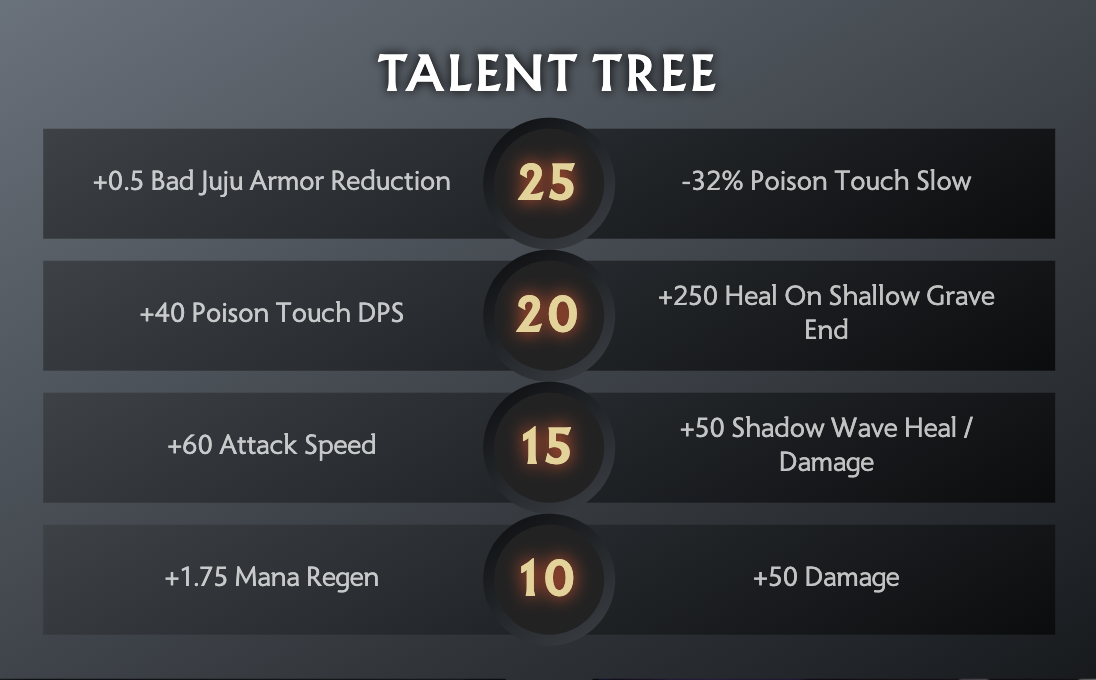 TALENT TREE
+0.5 Bad Juju Armor Reduction
25
-32% Poison Touch Slow
+40 Poison Touch DPS
20
+250 Heal On Shallow Grave
End
+60 Attack Speed
15
+50 Shadow Wave Heal /
Damage
+1.75 Mana Regen
10
+50 Damage